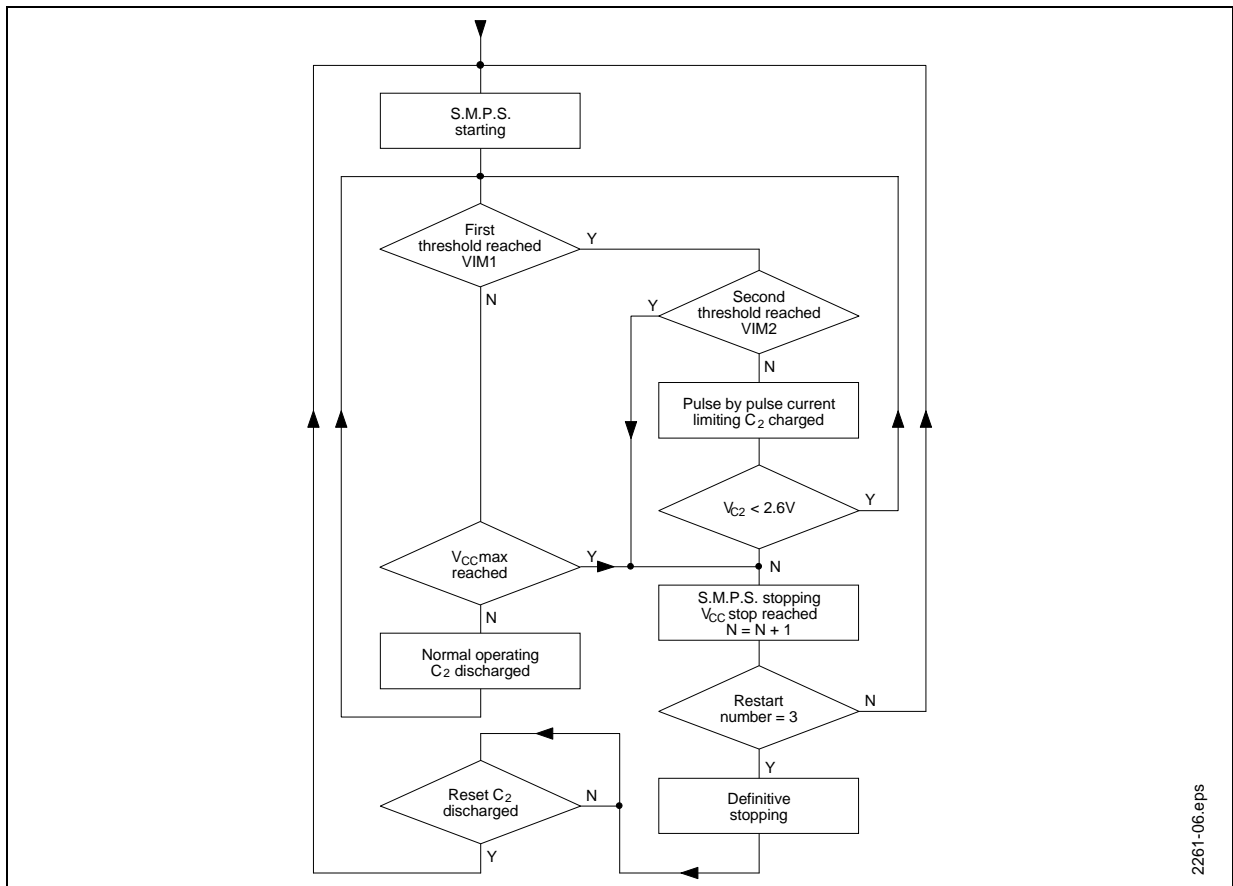 S.M.P.S.
starting
First
threshold reached
VIM1
Y
N
Second
threshold reached
VIM2
Y
N
Pulse by pulse current
limiting C2 charged
VC2 < 2.6V
Y
N
VCCmax
reached
Y
N
S.M.P.S. stopping
VCC stop reached
N = N + 1
Normal operating
C2 discharged
Restart
number = 3
N
Y
Reset C2
discharged
N
Y
Definitive
stopping
2261-06.eps